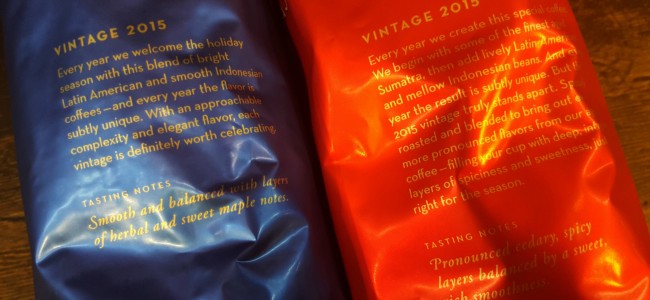 VINTAGE 2015
Every year we welcome the holiday
season with this blend of bright
Latin American and smooth Indonesian
coffees—and every year the flavor is
subtly unique. With an approachable
complexity and elegant flavor, each
vintage is definitely worth celebrating.
TASTING NOTES
Smooth and balanced with layers
of herbal and sweet maple notes.
VINTAGE 2015
Every year we create this special coffee.
We begin with some of the finest
Sumatra, then add lively Latin American
and mellow Indonesian beans. And
year the result is subtly unique. But
2015 vintage truly stands apart.
roasted and blended to bring out
more pronounced flavors from our
coffee—filling your cup with deep,
layers of spiciness and sweetness,
right for the season.
TASTING NOTES
Pronounced cedary, spicy
layers balanced by a sweet,
rich smoothness.